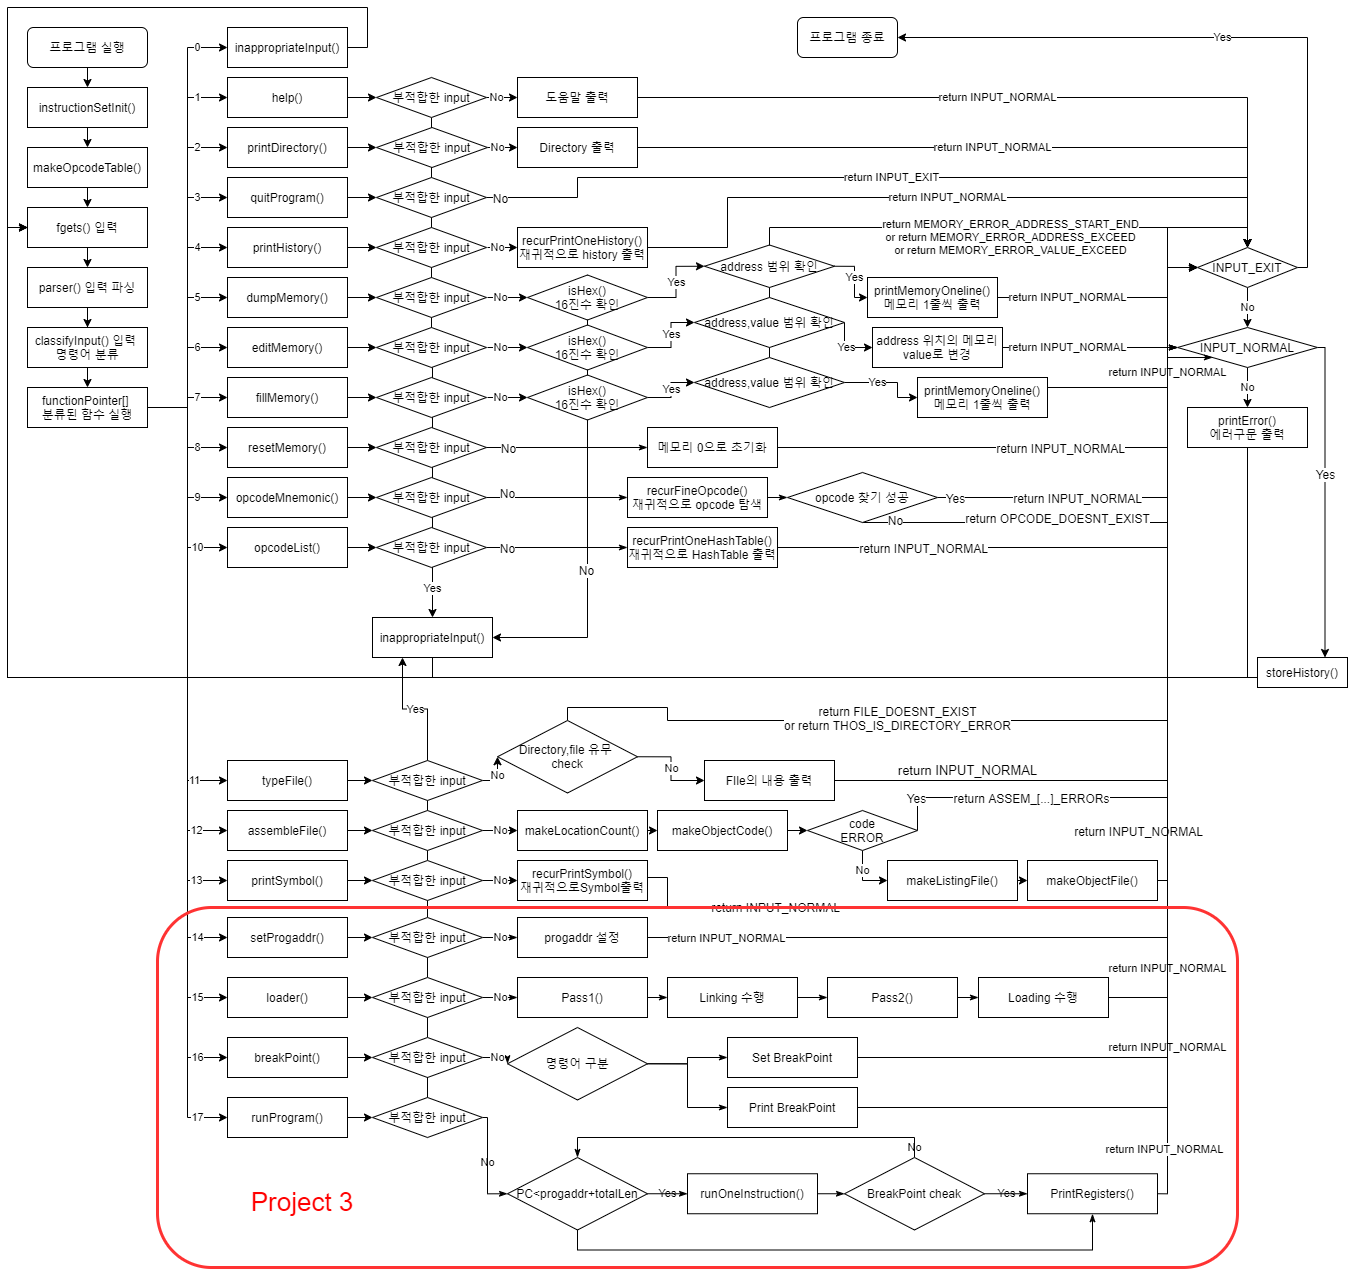 프로그램 실행
instructionSetInit()
makeOpcodeTable()
fgets() 입력
parser() 입력 파싱
classifyInput() 입력
명령어 분류
functionPointer[]
분류된 함수 실행
프로그램 종료
Yes
0
inappropriateInput()
1
help()
부적합한 input
No
도움말 출력
return INPUT_NORMAL
2
printDirectory()
부적합한 input
No
Directory 출력
return INPUT_NORMAL
3
quitProgram()
부적합한 input
No
return INPUT_EXIT
return INPUT_NORMAL
4
printHistory()
부적합한 input
No
recurPrintOneHistory()
재귀적으로 history 출력
return MEMORY_ERROR_ADDRESS_START_END
or return MEMORY_ERROR_ADDRESS_EXCEED
or return MEMORY_ERROR_VALUE_EXCEED
5
dumpMemory()
부적합한 input
No
isHex()
16진수 확인
Yes
address 범위 확인
Yes
printMemoryOneline()
메모리 1줄씩 출력
return INPUT_NORMAL
INPUT_EXIT
No
6
editMemory()
부적합한 input
No
isHex()
16진수 확인
Yes
address,value 범위 확인
Yes
address 위치의 메모리
value로 변경
return INPUT_NORMAL
INPUT_NORMAL
No
7
fillMemory()
부적합한 input
No
isHex()
16진수 확인
Yes
address,value 범위 확인
Yes
printMemoryOneline()
메모리 1줄씩 출력
return INPUT_NORMAL
printError()
에러구문 출력
Yes
8
resetMemory()
부적합한 input
No
메모리 0으로 초기화
return INPUT_NORMAL
9
opcodeMnemonic()
부적합한 input
No
recurFineOpcode()
재귀적으로 opcode 탐색
opcode 찾기 성공
Yes
return INPUT_NORMAL
No
return OPCODE_DOESNT_EXIST
10
opcodeList()
부적합한 input
No
recurPrintOneHashTable()
재귀적으로 HashTable 출력
return INPUT_NORMAL
No
Yes
inappropriateInput()
storeHistory()
Yes
return FILE_DOESNT_EXIST
or return THOS_IS_DIRECTORY_ERROR
11
typeFile()
부적합한 input
No
Directory,file 유무
check
No
FIle의 내용 출력
return INPUT_NORMAL
12
assembleFile()
부적합한 input
No
makeLocationCount()
makeObjectCode()
code
ERROR
Yes
return ASSEM_[...]_ERRORs
return INPUT_NORMAL
No
makeListingFile()
makeObjectFile()
13
printSymbol()
부적합한 input
No
recurPrintSymbol()
재귀적으로Symbol출력
return INPUT_NORMAL
14
setProgaddr()
부적합한 input
No
progaddr 설정
return INPUT_NORMAL
15
loader()
부적합한 input
No
Pass1()
Linking 수행
Pass2()
Loading 수행
return INPUT_NORMAL
16
breakPoint()
부적합한 input
No
명령어 구분
Set BreakPoint
return INPUT_NORMAL
Print BreakPoint
17
runProgram()
부적합한 input
No
PC<progaddr+totalLen
Yes
runOneInstruction()
No
BreakPoint cheak
Yes
PrintRegisters()
return INPUT_NORMAL
Project 3